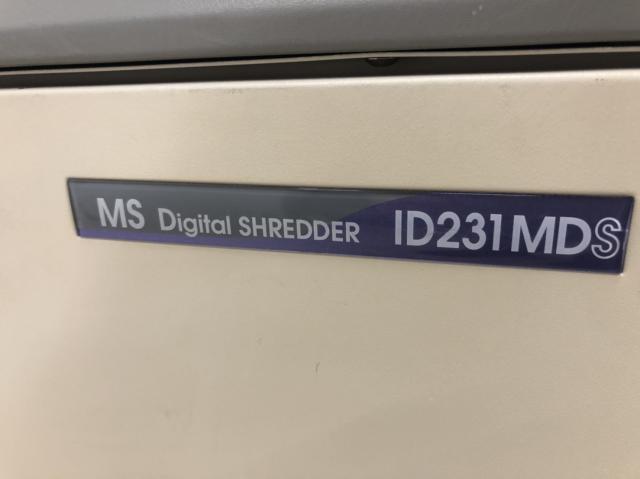 MS Digital SHREDDER ID231MDS